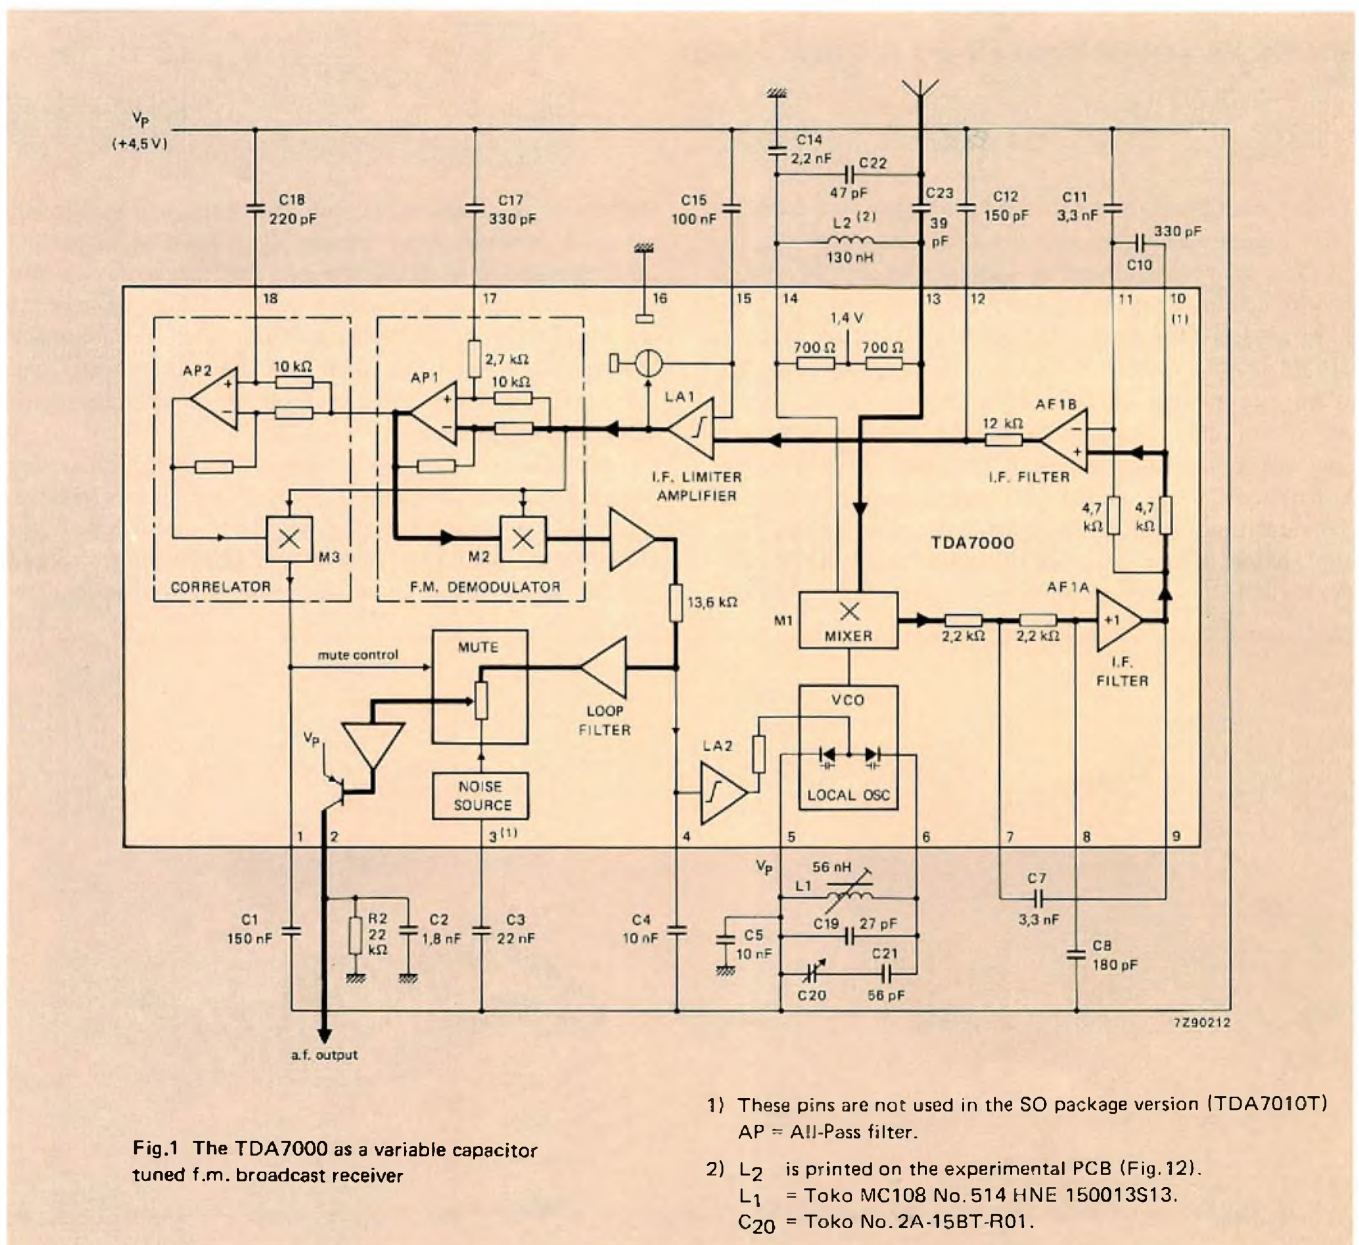 V_P
(+4,5 V)
C18
220 pF
C17
330 pF
C15
100 nF
C14
2,2 nF
C22
47 pF
L2 (2)
130 nH
C23
39
pF
C12
150 pF
C11
3,3 nF
330 pF
C10
18
17
16
15
14
13
12
11
10
(1)
AP2
10 kΩ
+
−
2,7 kΩ
AP1
10 kΩ
+
−
LA1
I.F. LIMITER
AMPLIFIER
1,4 V
700 Ω
700 Ω
AF1B
−
+
12 kΩ
I.F. FILTER
4,7
kΩ
4,7
kΩ
TDA7000
M3
CORRELATOR
M2
F.M. DEMODULATOR
13,6 kΩ
M1
MIXER
2,2 kΩ
2,2 kΩ
AF1A
+1
I.F.
FILTER
mute control
MUTE
LOOP
FILTER
VCO
LOCAL OSC
LA2
V_P
NOISE
SOURCE
1
2
3 (1)
4
5
6
7
8
9
C1
150 nF
R2
22
kΩ
C2
1,8 nF
C3
22 nF
C4
10 nF
V_P
56 nH
L1
C19
27 pF
C5
10 nF
C20
C21
56 pF
C7
3,3 nF
C8
180 pF
7Z90212
a.f. output
Fig.1 The TDA7000 as a variable capacitor
tuned f.m. broadcast receiver
1) These pins are not used in the SO package version (TDA7010T)
AP = All-Pass filter.
2) L2 is printed on the experimental PCB (Fig.12).
L1 = Toko MC108 No.514 HNE 150013S13.
C20 = Toko No.2A-15BT-R01.